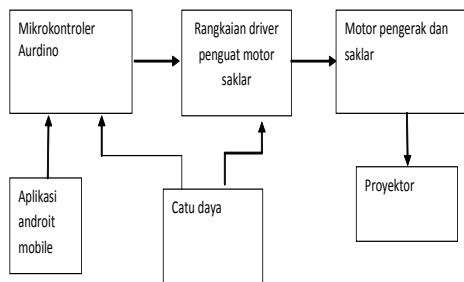 Mikrokontroler
Aurdino
Rangkaian driver
penguat motor
saklar
Motor pengerak dan
saklar
Aplikasi
androit
mobile
Catu daya
Proyektor